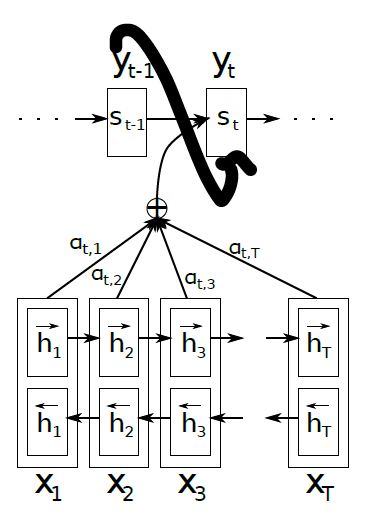 y_{t-1} y_t
. . . s_{t-1} s_t . . .
⊕
a_{t,1} a_{t,2} a_{t,3} a_{t,T}
\overrightarrow{h}_1 \overrightarrow{h}_2 \overrightarrow{h}_3 \overrightarrow{h}_T
\overleftarrow{h}_1 \overleftarrow{h}_2 \overleftarrow{h}_3 \overleftarrow{h}_T
x_1 x_2 x_3 x_T